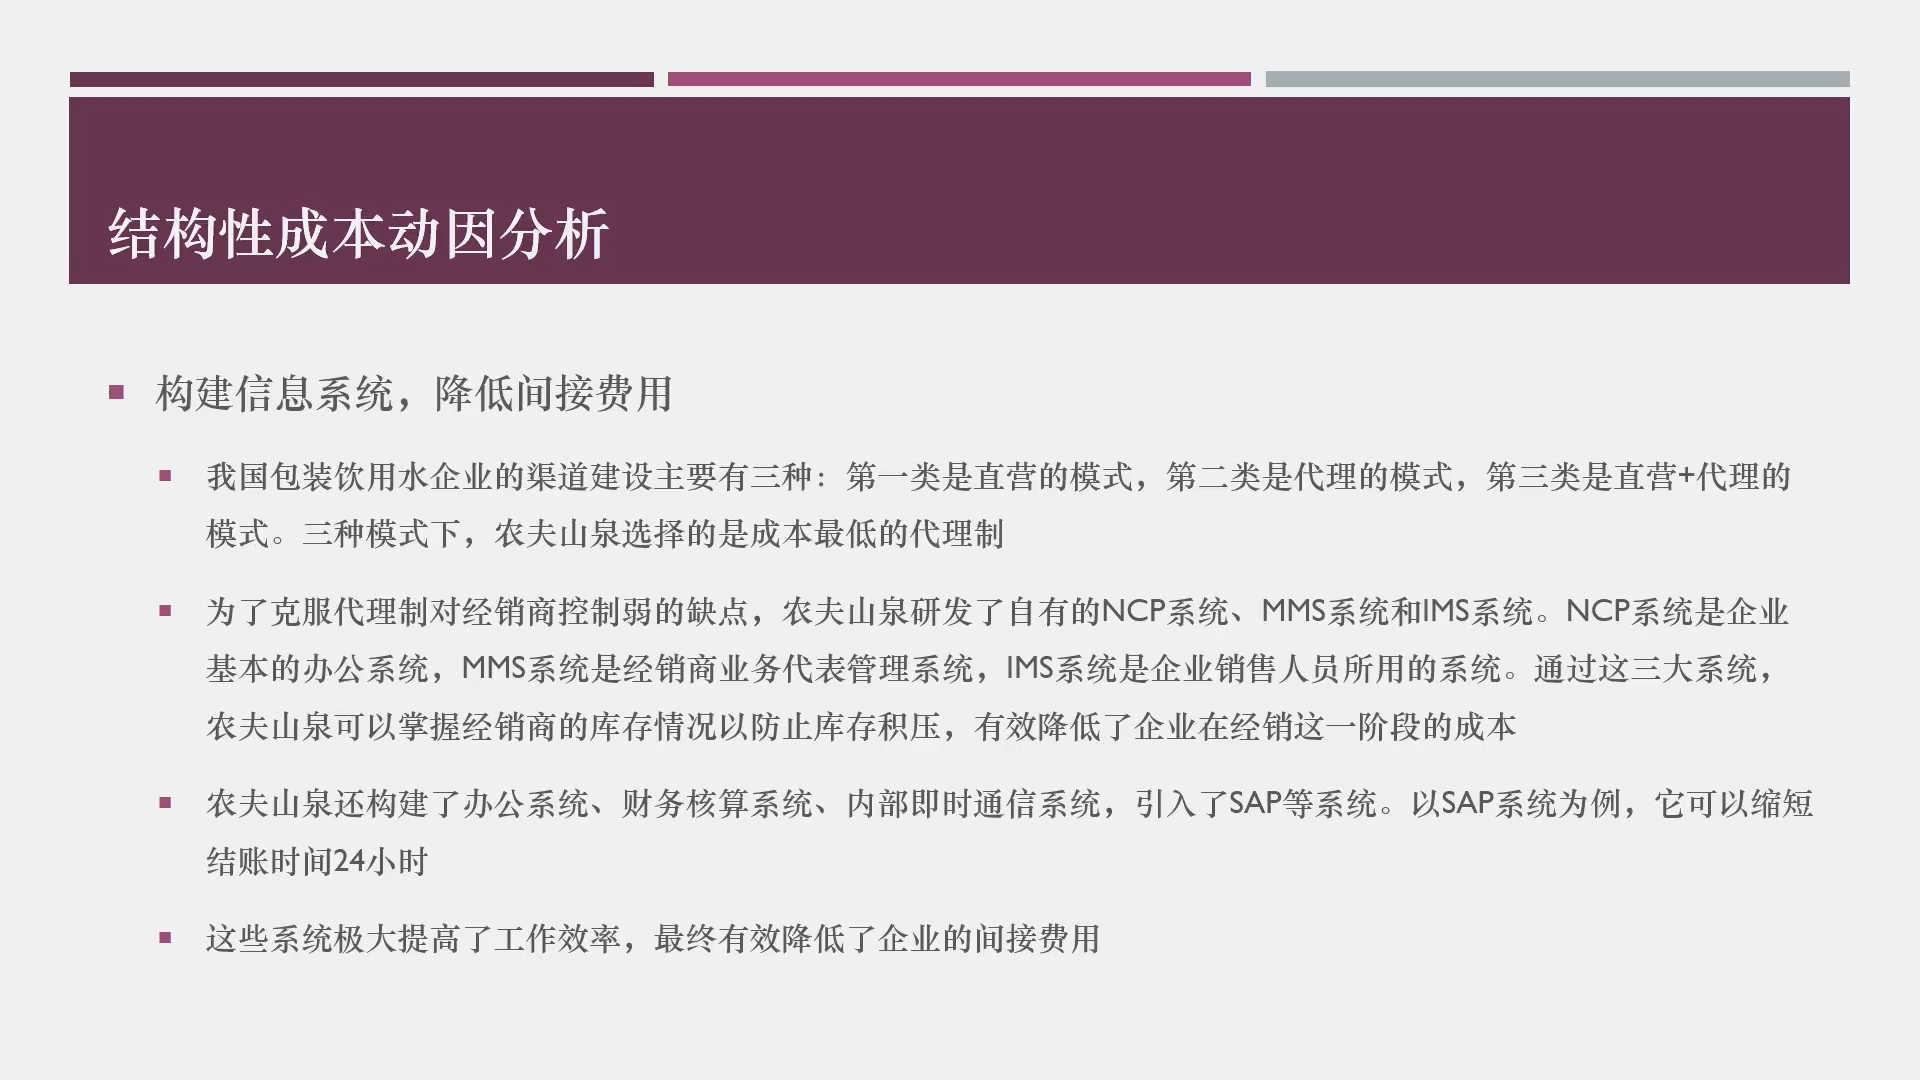 结构性成本动因分析
构建信息系统，降低间接费用
我国包装饮用水企业的渠道建设主要有三种：第一类是直营的模式，第二类是代理的模式，第三类是直营+代理的
模式。三种模式下，农夫山泉选择的是成本最低的代理制
为了克服代理制对经销商控制弱的缺点，农夫山泉研发了自有的NCP系统、MMS系统和IMS系统。NCP系统是企业
基本的办公系统，MMS系统是经销商业务代表管理系统，IMS系统是企业销售人员所用的系统。通过这三大系统，
农夫山泉可以掌握经销商的库存情况以防止库存积压，有效降低了企业在经销这一阶段的成本
农夫山泉还构建了办公系统、财务核算系统、内部即时通信系统，引入了SAP等系统。以SAP系统为例，它可以缩短
结账时间24小时
这些系统极大提高了工作效率，最终有效降低了企业的间接费用